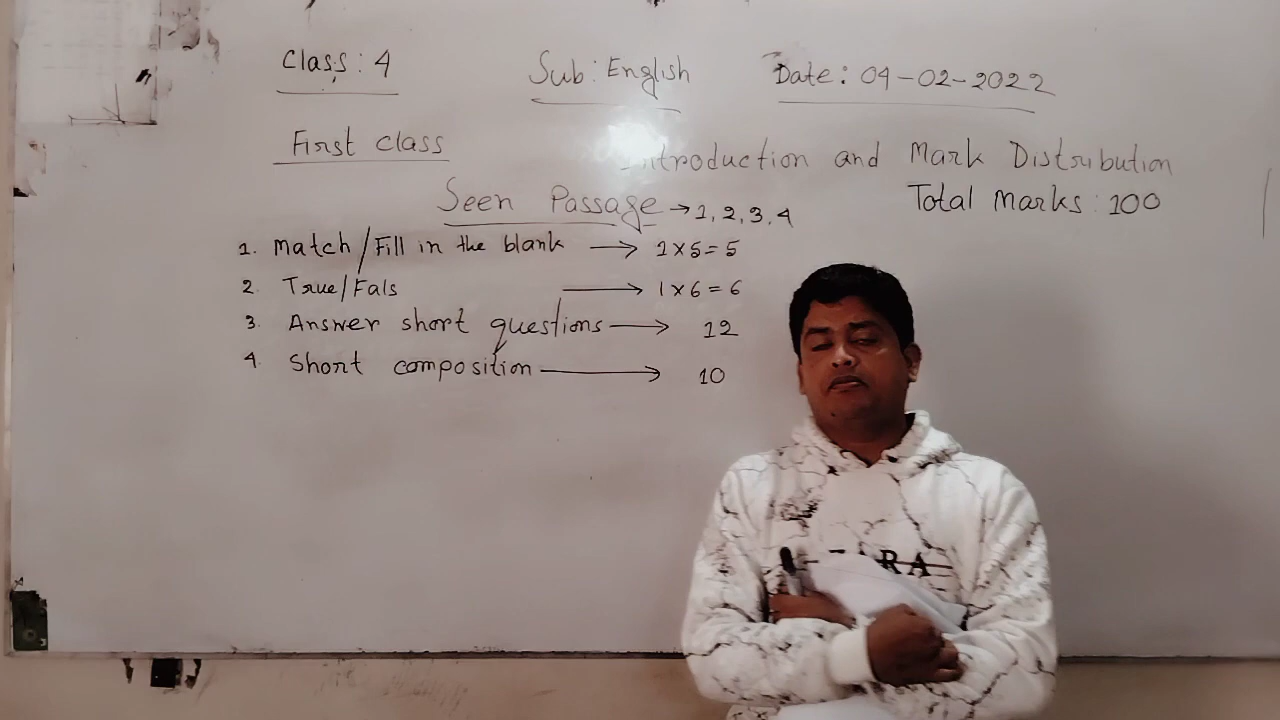 Class: 4 Sub: English Date: 04-02-2022
First class
Introduction and Mark Distribution
Seen Passage → 1, 2, 3, 4 Total Marks: 100
1. Match/Fill in the blank → 1 x 5 = 5
2. True/Fals → 1 x 6 = 6
3. Answer short questions → 12
4. Short composition → 10